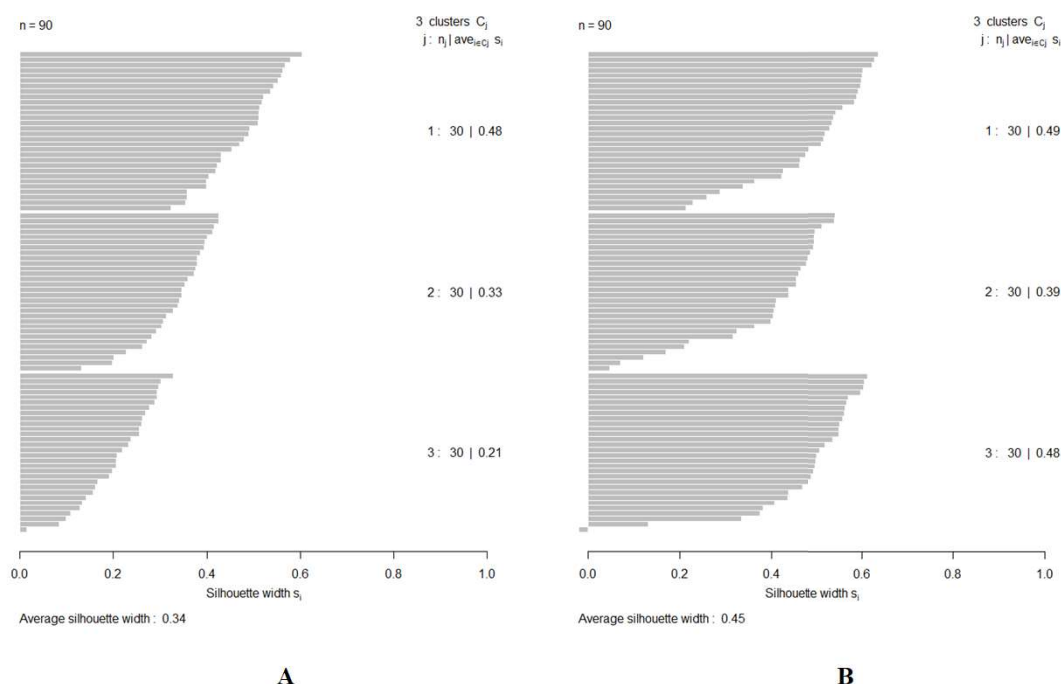 n = 90
3 clusters Cj
j : nj | avei∈Cj si
1 : 30 | 0.48
2 : 30 | 0.33
3 : 30 | 0.21
0.0 0.2 0.4 0.6 0.8 1.0
Silhouette width si
Average silhouette width : 0.34
A
n = 90
3 clusters Cj
j : nj | avei∈Cj si
1 : 30 | 0.49
2 : 30 | 0.39
3 : 30 | 0.48
0.0 0.2 0.4 0.6 0.8 1.0
Silhouette width si
Average silhouette width : 0.45
B